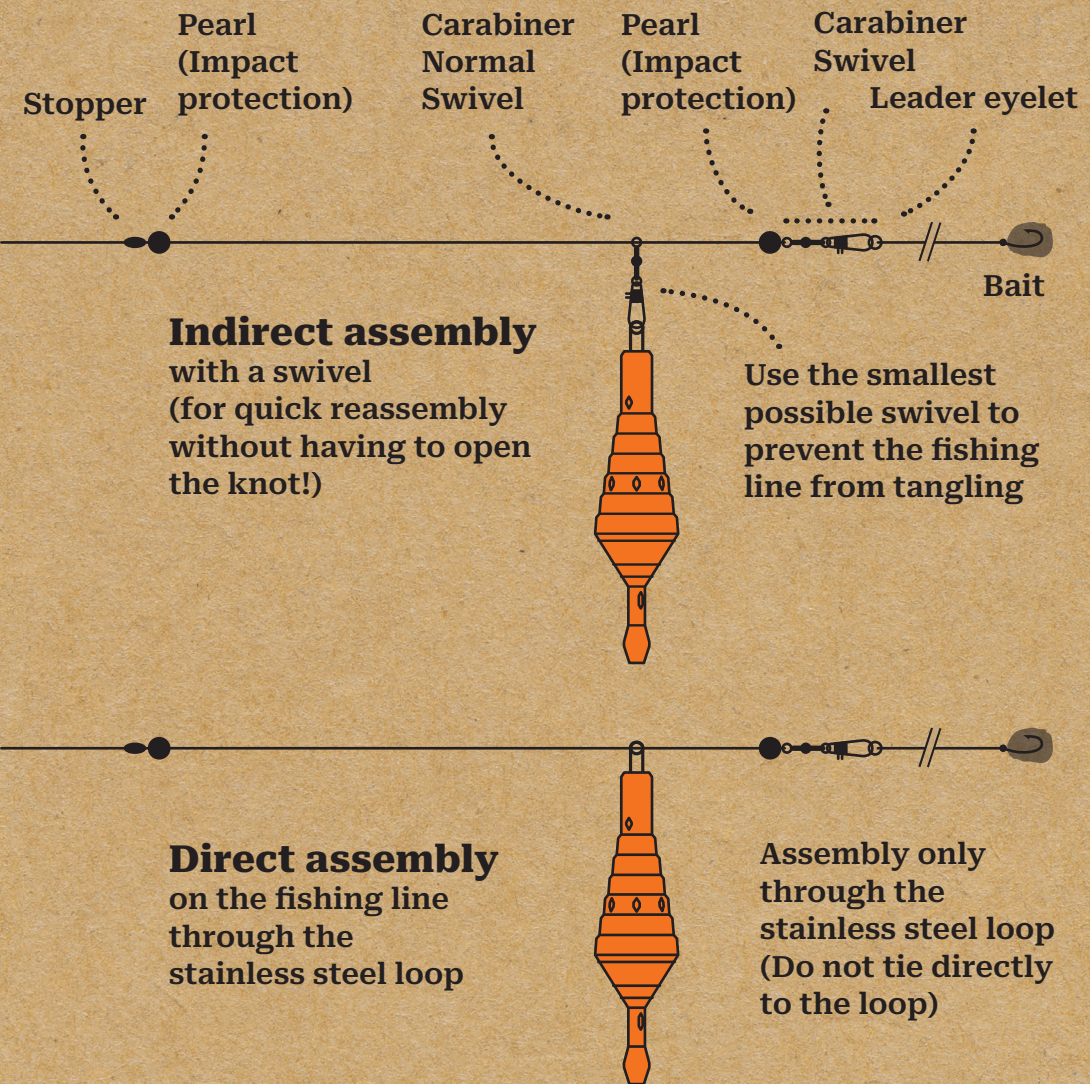 Stopper
Pearl
(Impact
protection)
Carabiner
Normal
Swivel
Pearl
(Impact
protection)
Carabiner
Swivel
Leader eyelet
Bait
Indirect assembly
with a swivel
(for quick reassembly
without having to open
the knot!)
Use the smallest
possible swivel to
prevent the fishing
line from tangling
Direct assembly
on the fishing line
through the
stainless steel loop
Assembly only
through the
stainless steel loop
(Do not tie directly
to the loop)